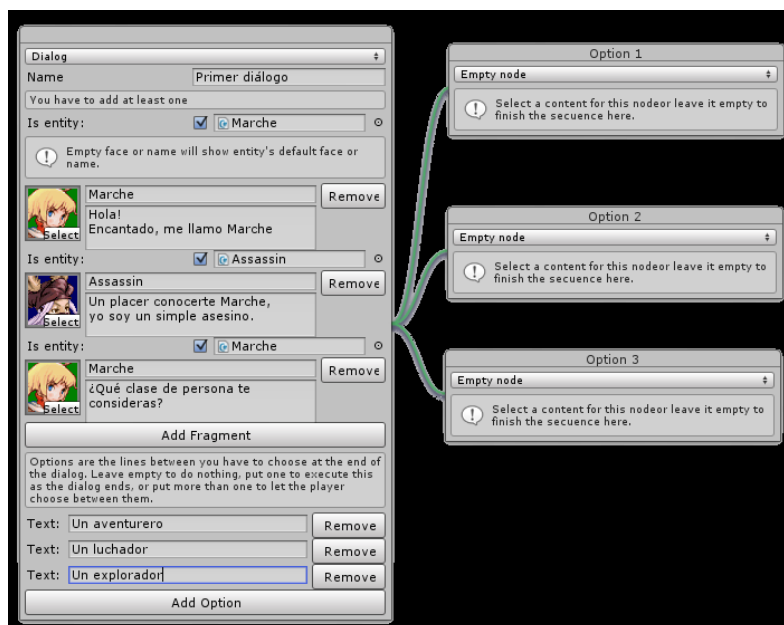 Dialog
Name Primer diálogo
You have to add at least one
Is entity: Marche
Empty face or name will show entity's default face or
name.
Marche Remove
Select
Hola!
Encantado, me llamo Marche
Is entity: Assassin
Assassin Remove
Select
Un placer conocerte Marche,
yo soy un simple asesino.
Is entity: Marche
Marche Remove
Select
¿Qué clase de persona te
consideras?
Add Fragment
Options are the lines between you have to choose at the end of
the dialog. Leave empty to do nothing, put one to execute this
as the dialog ends, or put more than one to let the player
choose between them.
Text: Un aventurero Remove
Text: Un luchador Remove
Text: Un explorador Remove
Add Option
Option 1
Empty node
Select a content for this nodeor leave it empty to
finish the secuence here.
Option 2
Empty node
Select a content for this nodeor leave it empty to
finish the secuence here.
Option 3
Empty node
Select a content for this nodeor leave it empty to
finish the secuence here.